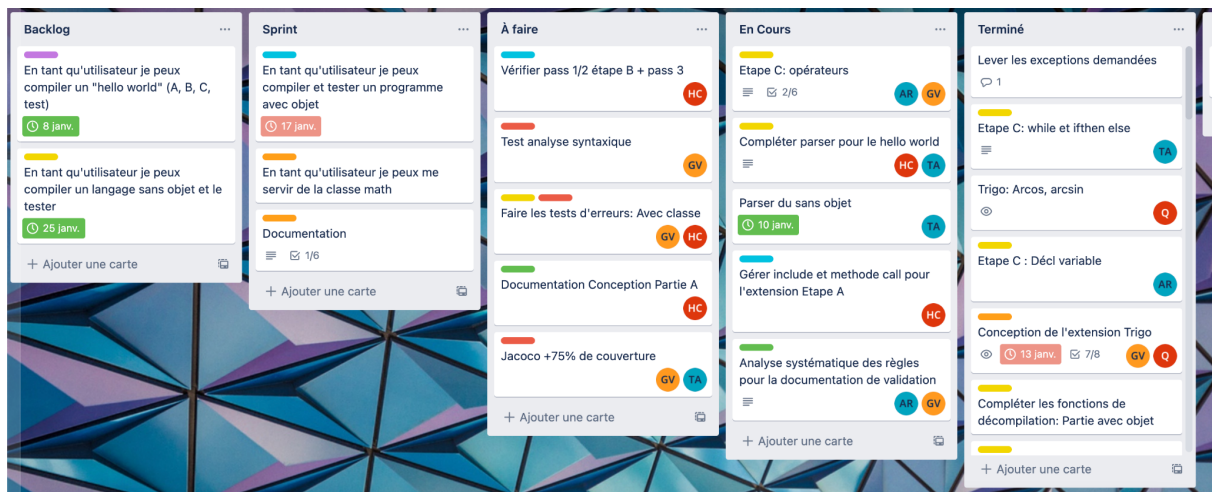 Backlog
En tant qu'utilisateur je peux
compiler un "hello world" (A, B, C,
test)
8 janv.
En tant qu'utilisateur je peux
compiler un langage sans objet et le
tester
25 janv.
+ Ajouter une carte
Sprint
En tant qu'utilisateur je peux
compiler et tester un programme
avec objet
17 janv.
En tant qu'utilisateur je peux me
servir de la classe math
Documentation
1/6
+ Ajouter une carte
À faire
Vérifier pass 1/2 étape B + pass 3
HC
Test analyse syntaxique
GV
Faire les tests d'erreurs: Avec classe
GV HC
Documentation Conception Partie A
HC
Jacoco +75% de couverture
GV TA
+ Ajouter une carte
En Cours
Etape C: opérateurs
2/6 AR GV
Compléter parser pour le hello world
HC TA
Parser du sans objet
10 janv. TA
Gérer include et methode call pour
l'extension Etape A
HC
Analyse systématique des règles
pour la documentation de validation
AR GV
+ Ajouter une carte
Terminé
Lever les exceptions demandées
1
Etape C: while et ifthen else
TA
Trigo: Arcos, arcsin
Q
Etape C : Décl variable
AR
Conception de l'extension Trigo
13 janv. 7/8 GV Q
Compléter les fonctions de
décompilation: Partie avec objet
+ Ajouter une carte